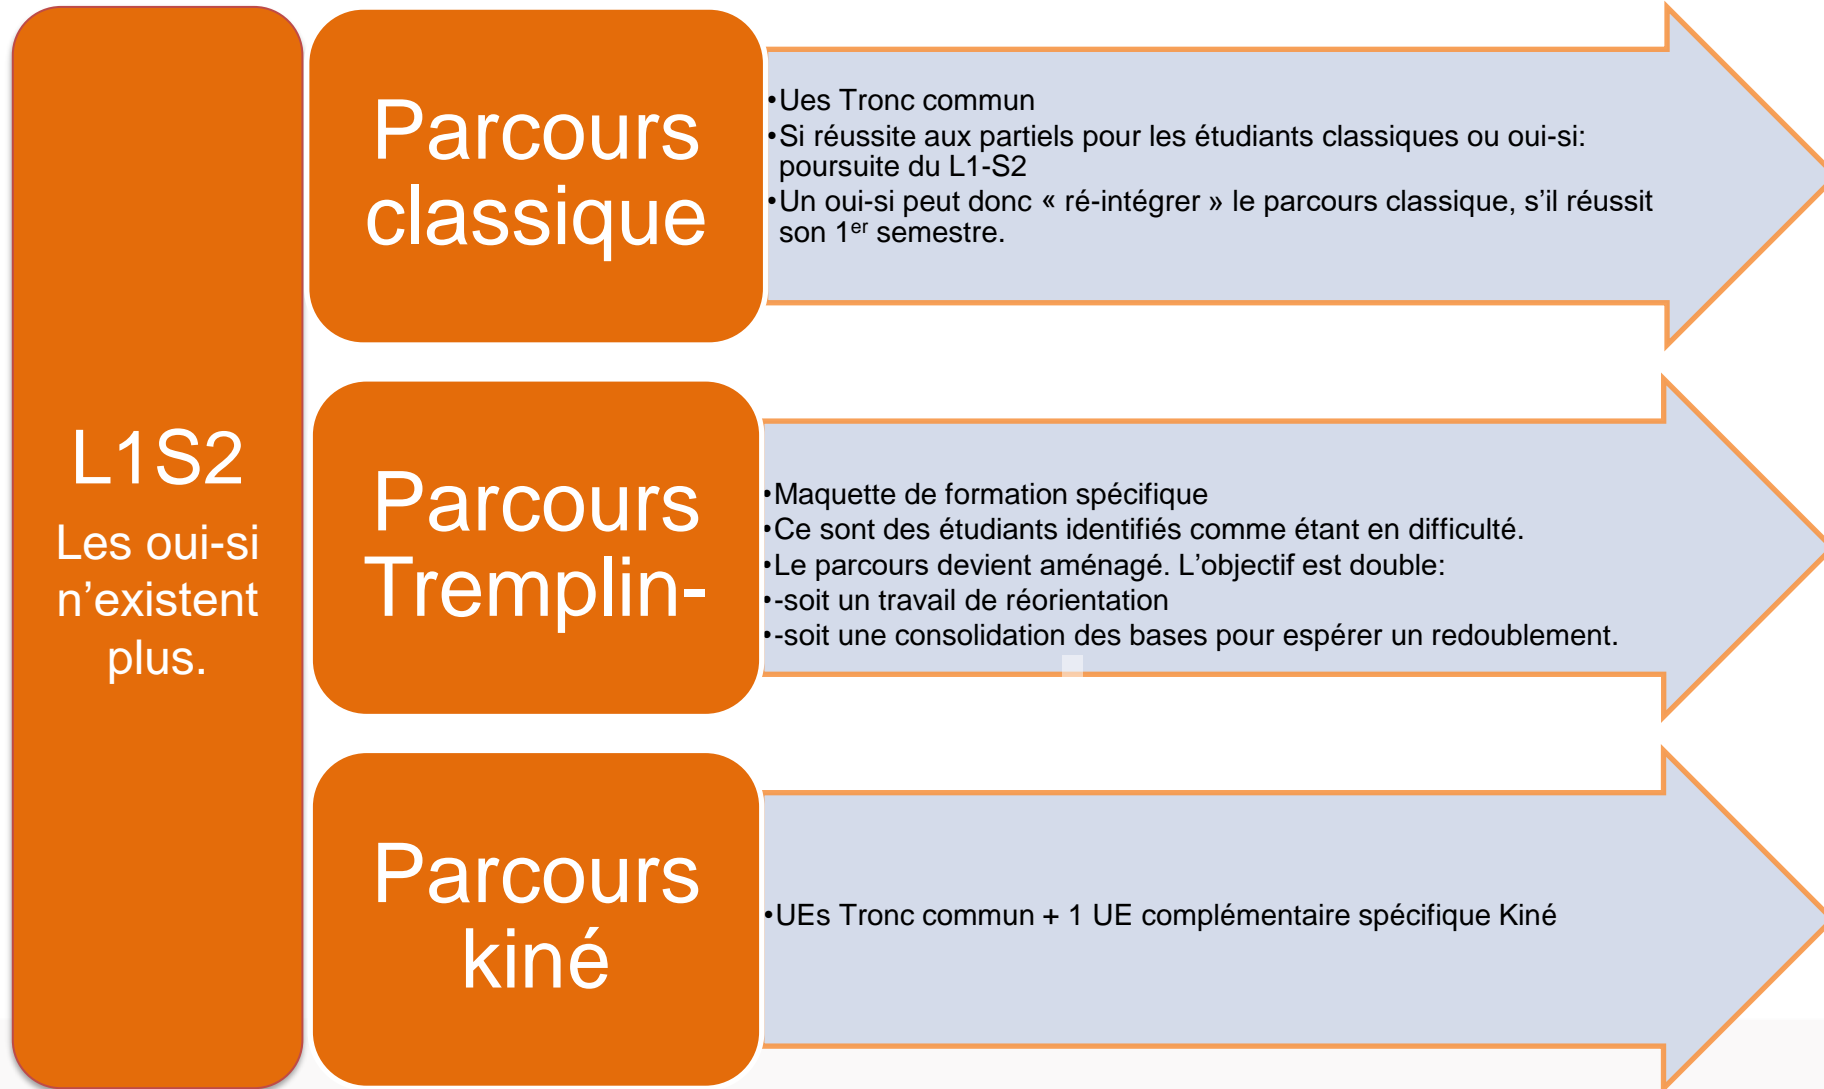 L1S2
Les oui-si
n’existent
plus.
Parcours
classique
•Ues Tronc commun
•Si réussite aux partiels pour les étudiants classiques ou oui-si:
poursuite du L1-S2
•Un oui-si peut donc « ré-intégrer » le parcours classique, s’il réussit
son 1er semestre.
Parcours
Tremplin-
•Maquette de formation spécifique
•Ce sont des étudiants identifiés comme étant en difficulté.
•Le parcours devient aménagé. L’objectif est double:
•-soit un travail de réorientation
•-soit une consolidation des bases pour espérer un redoublement.
Parcours
kiné
•UEs Tronc commun + 1 UE complémentaire spécifique Kiné